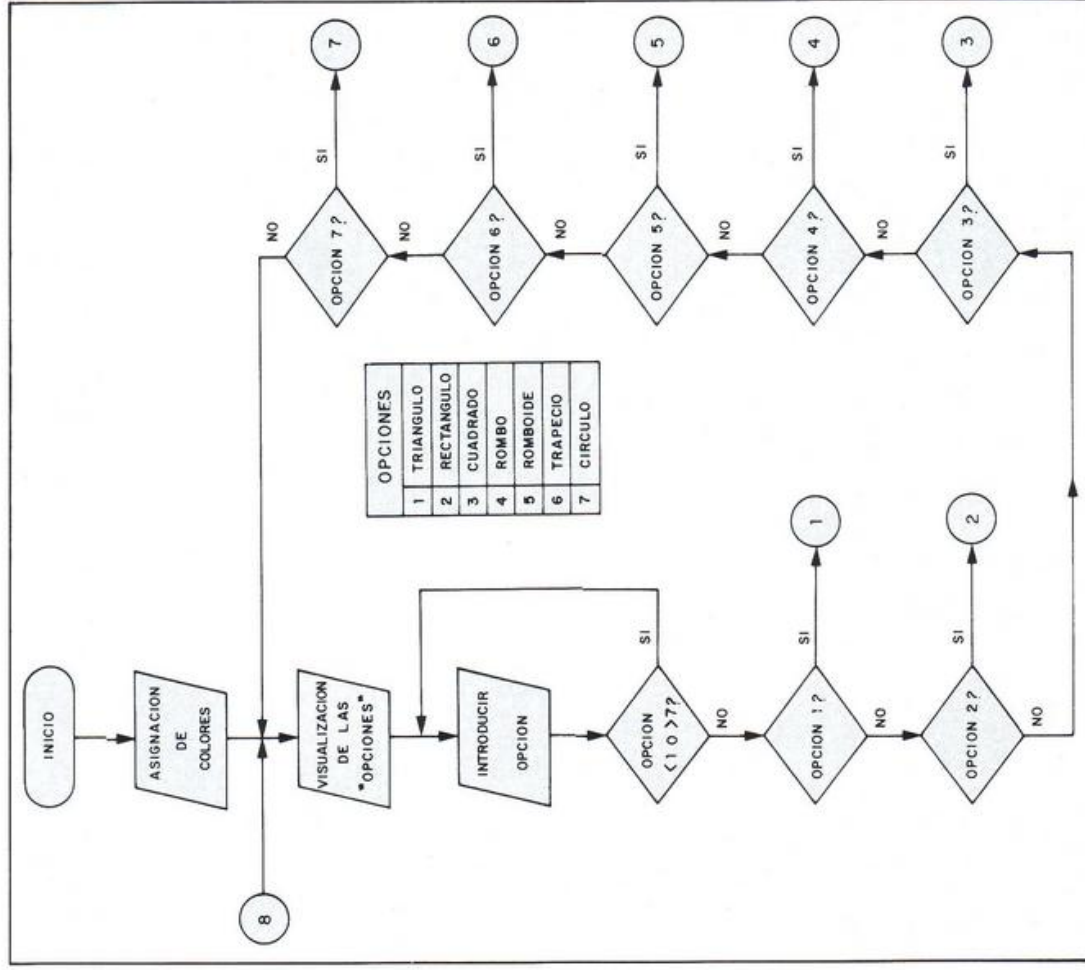 INICIO
ASIGNACION
DE
COLORES
8
VISUALIZACION
DE LAS
"OPCIONES"
INTRODUCIR
OPCION
OPCION
<1 O >7?
SI
NO
OPCION 1?
SI
1
NO
OPCION 2?
SI
2
NO
OPCION 3?
SI
3
NO
OPCION 4?
SI
4
NO
OPCION 5?
SI
5
NO
OPCION 6?
SI
6
NO
OPCION 7?
SI
7
NO
OPCIONES
1 TRIANGULO
2 RECTANGULO
3 CUADRADO
4 ROMBO
5 ROMBOIDE
6 TRAPECIO
7 CIRCULO